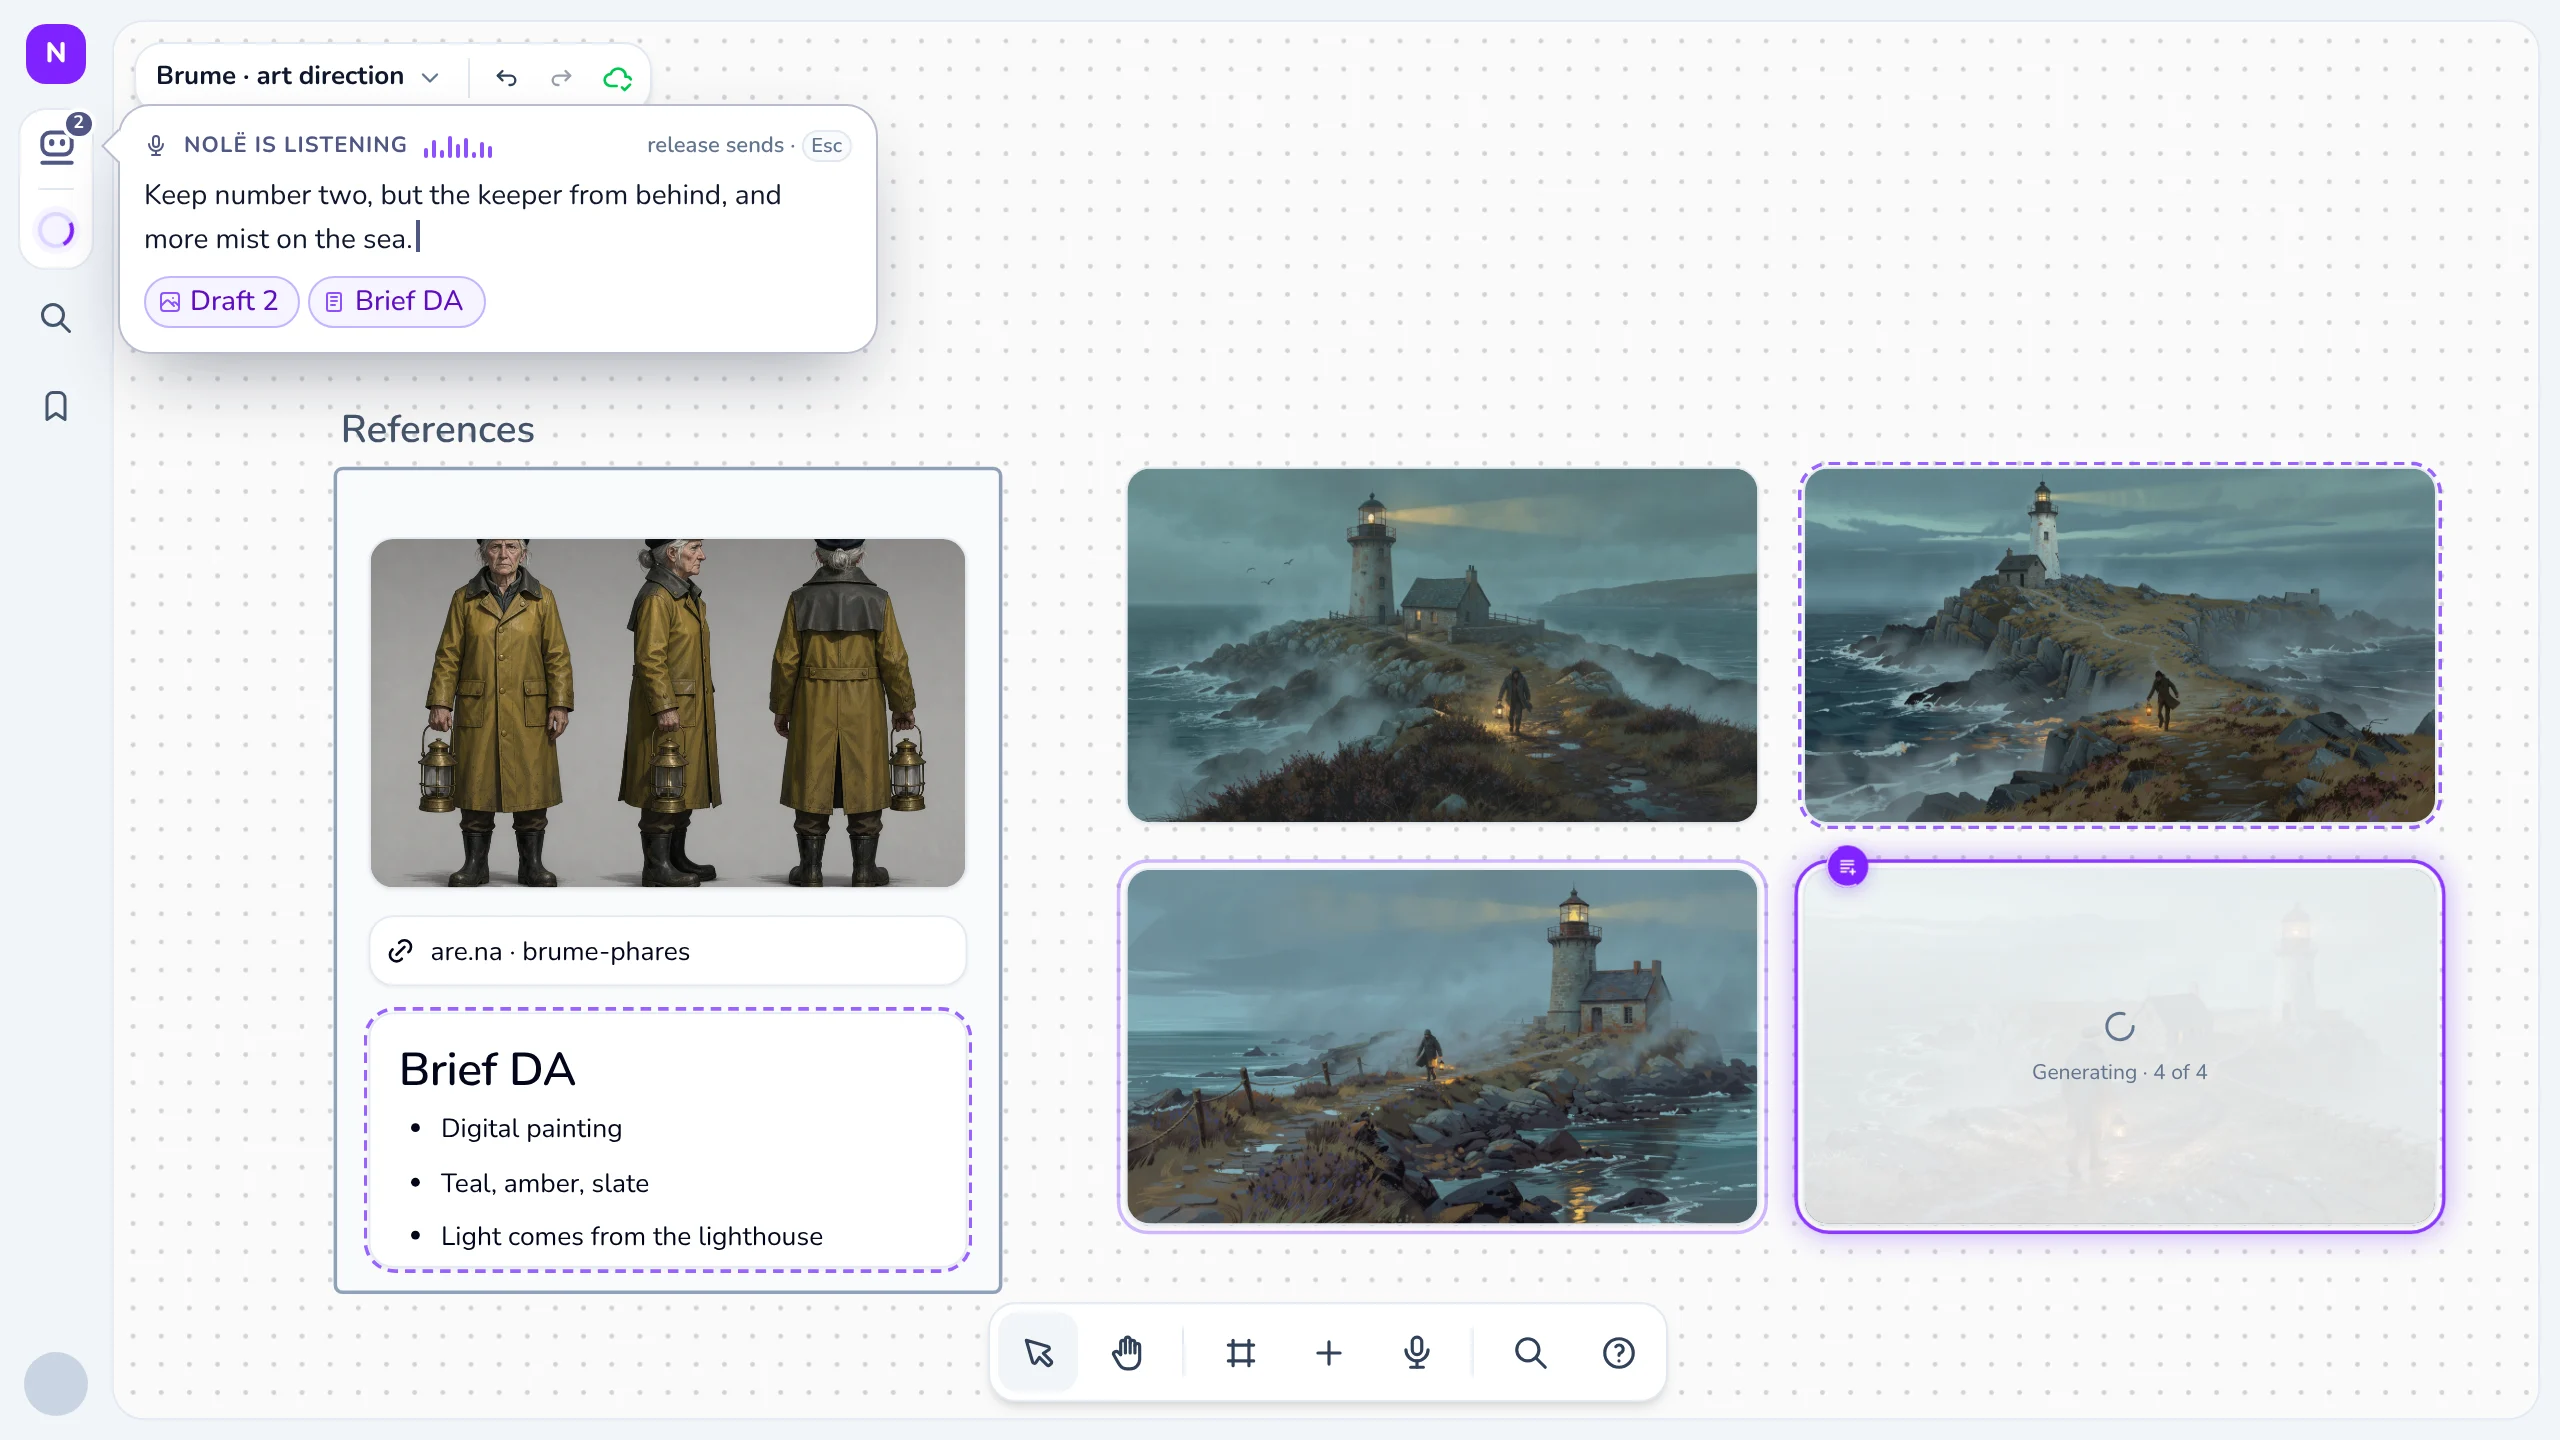 N
Brume · art direction
2
NOLË IS LISTENING
release sends · Esc
Keep number two, but the keeper from behind, and
more mist on the sea.
Draft 2
Brief DA
References
are.na · brume-phares
Brief DA
• Digital painting
• Teal, amber, slate
• Light comes from the lighthouse
Generating · 4 of 4